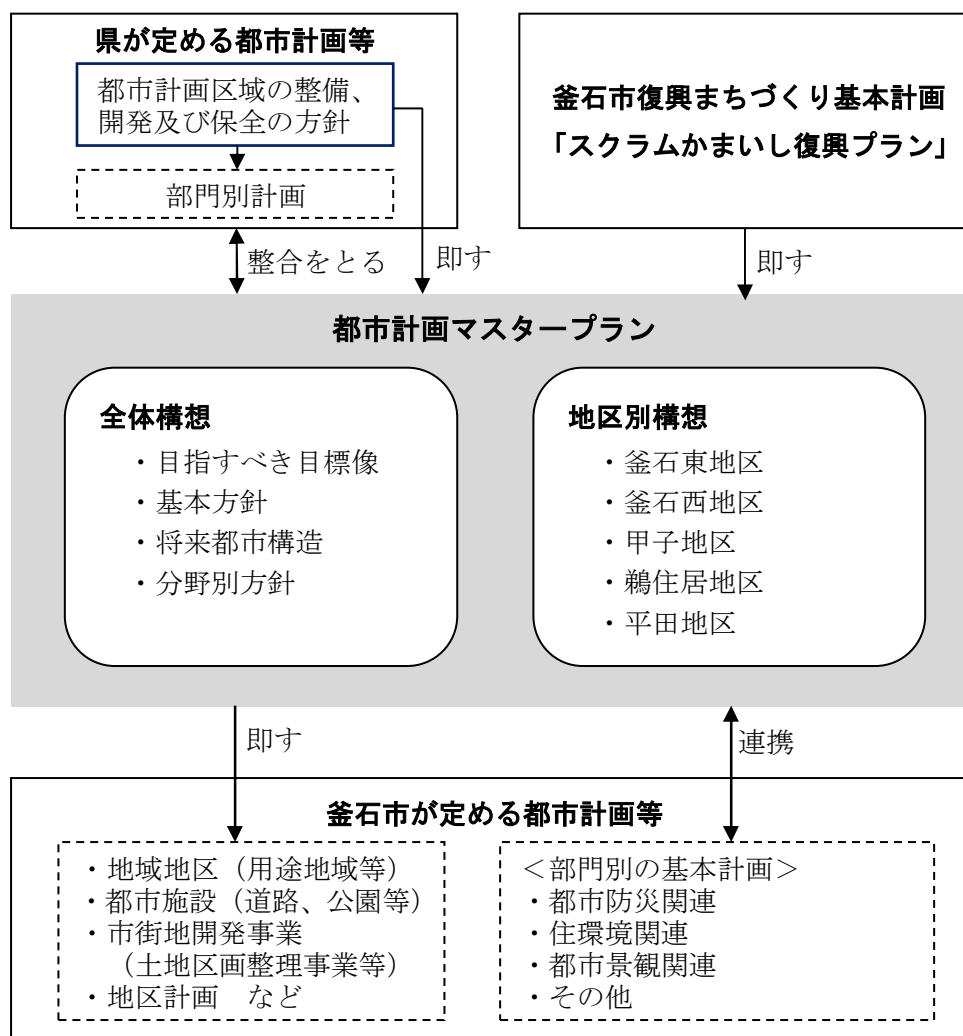 県が定める都市計画等
都市計画区域の整備、
開発及び保全の方針
部門別計画
釜石市復興まちづくり基本計画
「スクラムかまいし復興プラン」
整合をとる
即す
即す
都市計画マスタープラン
全体構想
・目指すべき目標像
・基本方針
・将来都市構造
・分野別方針
地区別構想
・釜石東地区
・釜石西地区
・甲子地区
・鵜住居地区
・平田地区
即す
連携
釜石市が定める都市計画等
・地域地区（用途地域等）
・都市施設（道路、公園等）
・市街地開発事業
（土地区画整理事業等）
・地区計画　など
＜部門別の基本計画＞
・都市防災関連
・住環境関連
・都市景観関連
・その他